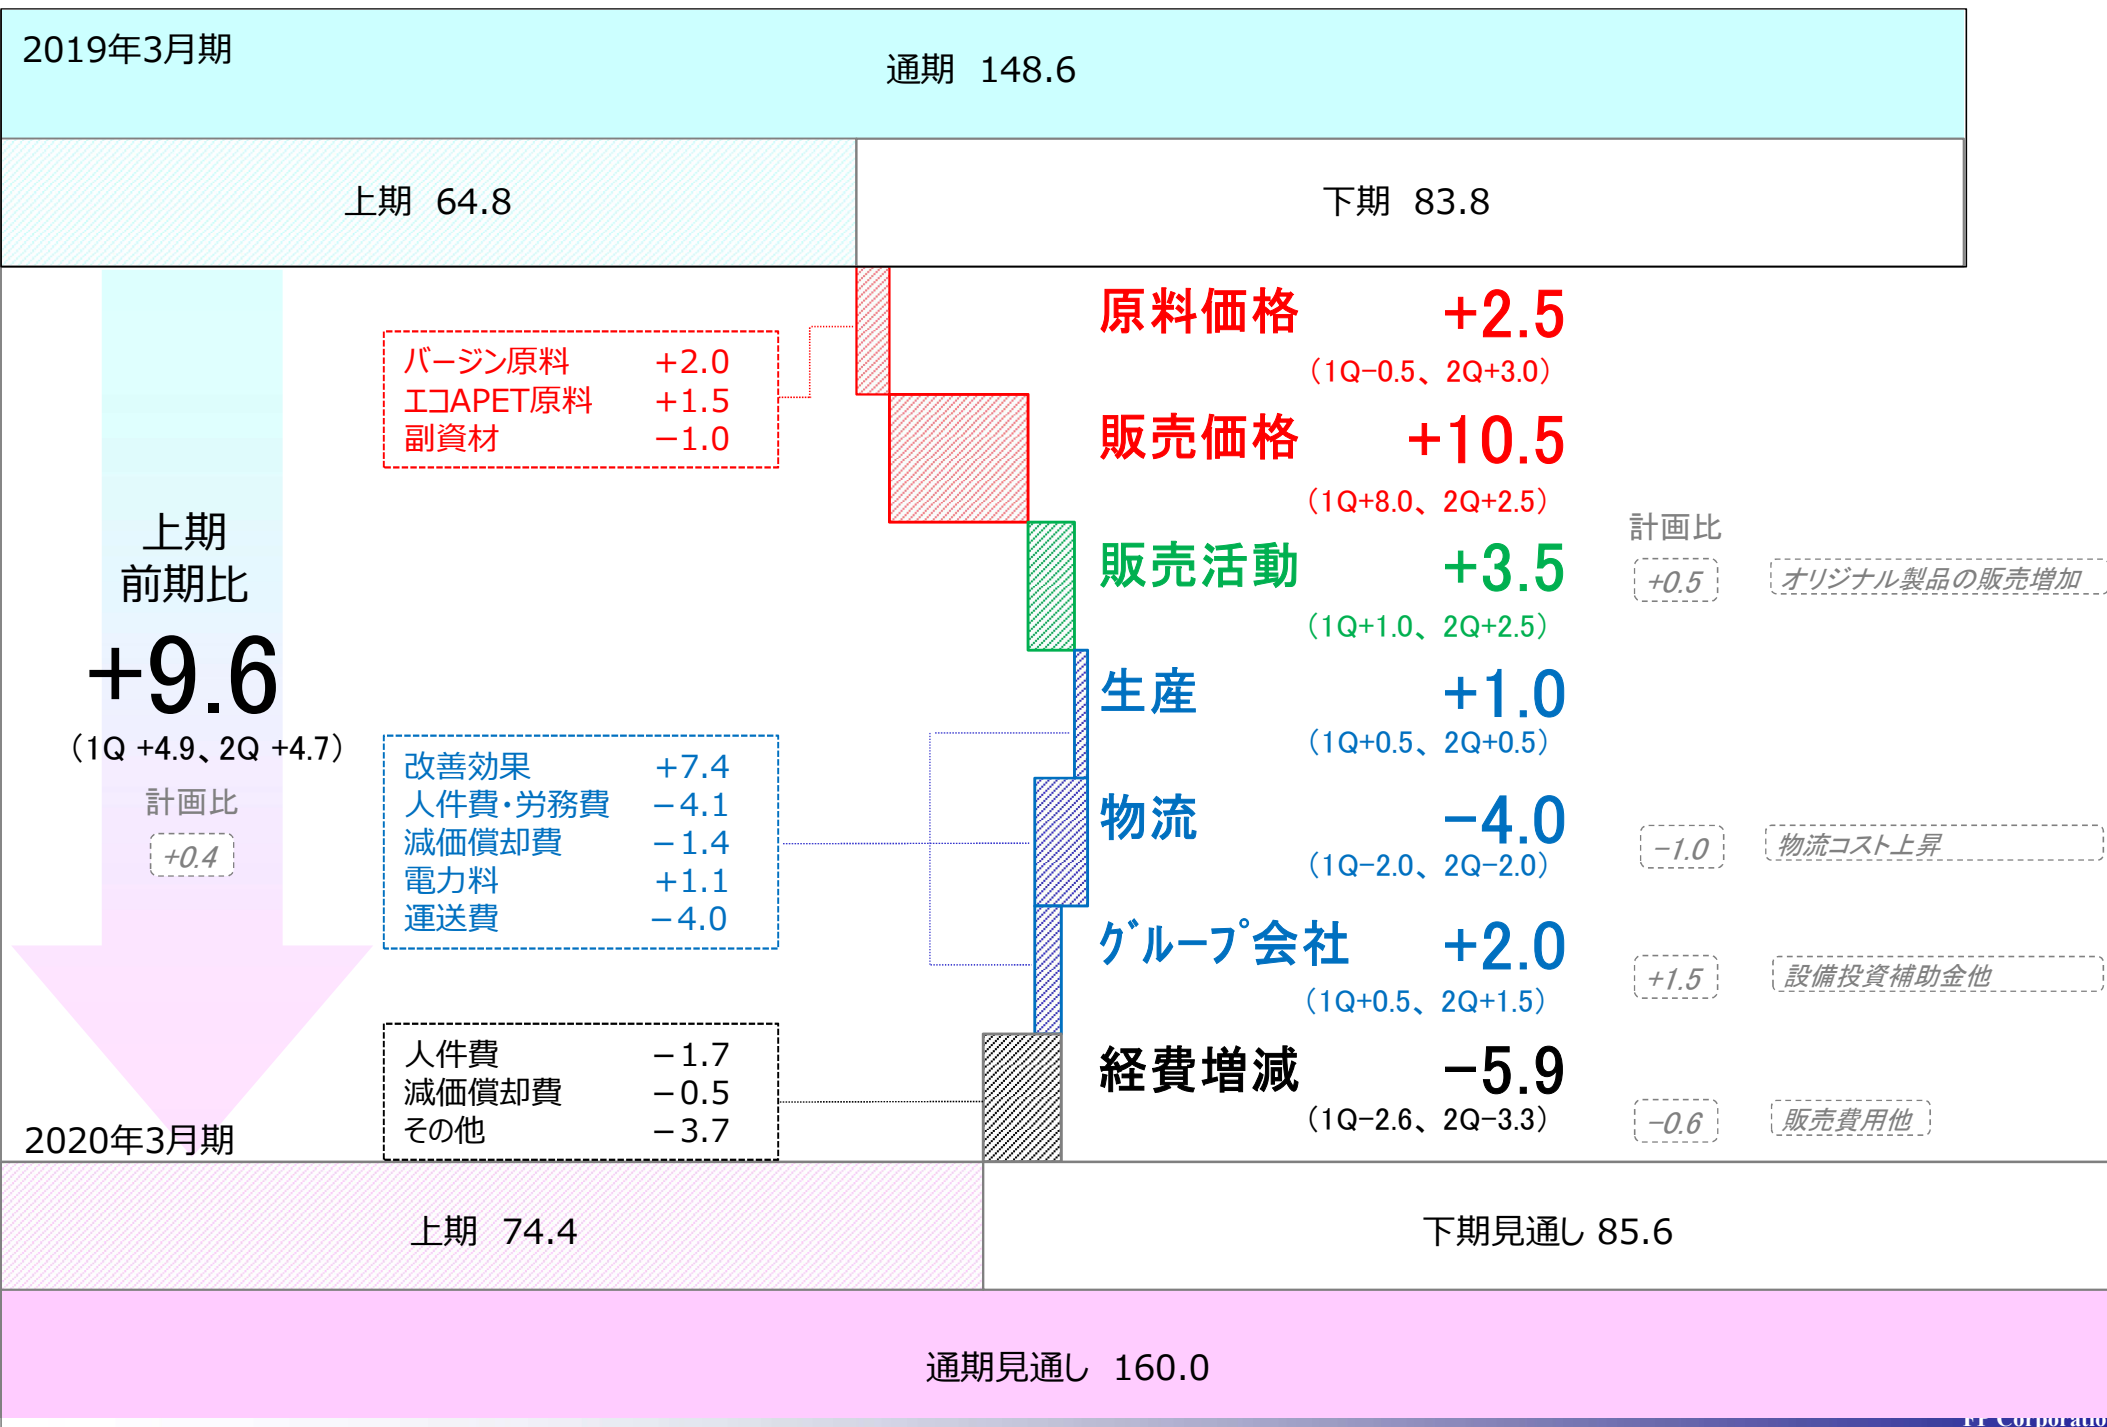 2019年3月期
通期 148.6
上期 64.8
下期 83.8
原料価格 +2.5
(1Q−0.5、2Q+3.0)
バージン原料 +2.0
エコAPET原料 +1.5
副資材 −1.0
販売価格 +10.5
(1Q+8.0、2Q+2.5)
計画比
販売活動 +3.5
(1Q+1.0、2Q+2.5)
+0.5 オリジナル製品の販売増加
上期
前期比
+9.6
(1Q +4.9、2Q +4.7)
計画比
+0.4
生産 +1.0
(1Q+0.5、2Q+0.5)
改善効果 +7.4
人件費・労務費 −4.1
減価償却費 −1.4
電力料 +1.1
運送費 −4.0
物流 −4.0
(1Q−2.0、2Q−2.0)
−1.0 物流コスト上昇
グループ会社 +2.0
(1Q+0.5、2Q+1.5)
+1.5 設備投資補助金他
人件費 −1.7
減価償却費 −0.5
その他 −3.7
経費増減 −5.9
(1Q−2.6、2Q−3.3)
−0.6 販売費用他
2020年3月期
上期 74.4
下期見通し 85.6
通期見通し 160.0